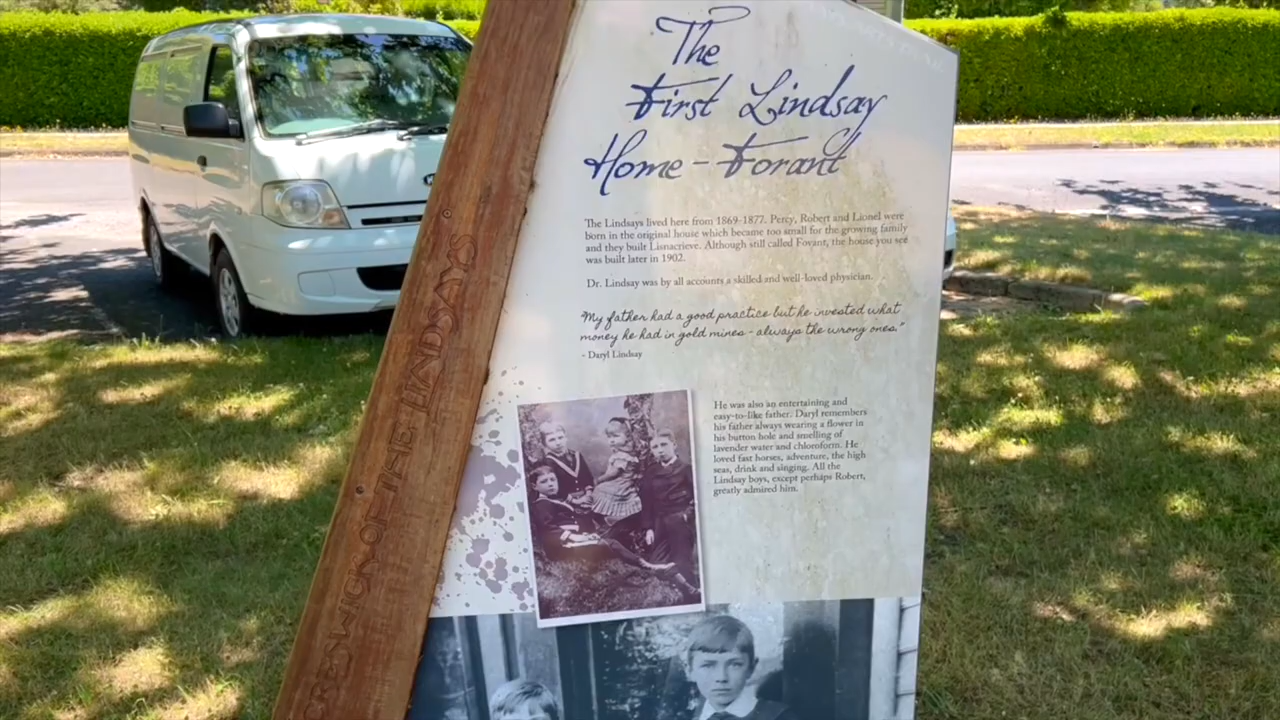 The
First Lindsay
Home - Forant
The Lindsays lived here from 1869-1877. Percy, Robert and Lionel were
born in the original house which became too small for the growing family
and they built Lisnacrieve. Although still called Fovant, the house you see
was built later in 1902.
Dr. Lindsay was by all accounts a skilled and well-loved physician.
"My father had a good practice but he invested what
money he had in gold mines - always the wrong ones."
- Daryl Lindsay
He was also an entertaining and
easy-to-like father. Daryl remembers
his father always wearing a flower in
his button hole and smelling of
lavender water and chloroform. He
loved fast horses, adventure, the high
seas, drink and singing. All the
Lindsay boys, except perhaps Robert,
greatly admired him.
CRESWICK OF THE LINDSAYS